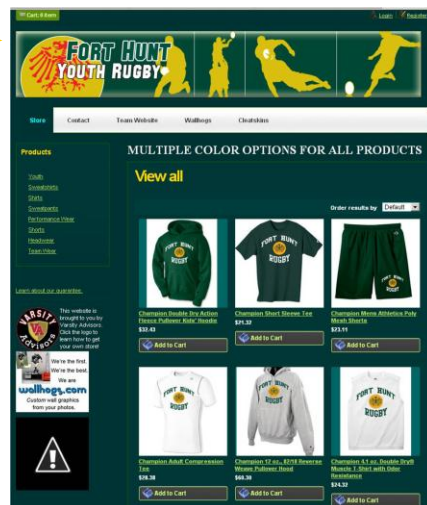 Cart: 0 item
Login
Register
FORT HUNT
YOUTH RUGBY
Store
Contact
Team Website
Wallhogs
Cleatskins
Products
Youth
Sweatshirts
Shirts
Sweatpants
Performance Wear
Shorts
Headwear
Team Wear
Learn about our guarantee.
VARSITY
VA
ADVISORS
This website is
brought to you by
Varsity Advisors.
Click the logo to
learn how to get
your own store!
We're the first.
We're the best.
We are
wallhogs.com
Custom wall graphics
from your photos.
MULTIPLE COLOR OPTIONS FOR ALL PRODUCTS
View all
Order results by
Default
FORT HUNT
RUGBY
FORT HUNT
RUGBY
FORT HUNT
RUGBY
Champion Double Dry Action
Fleece Pullover Kids' Hoodie
$32.43
Add to Cart
Champion Short Sleeve Tee
$21.32
Add to Cart
Champion Mens Athletics Poly
Mesh Shorts
$23.11
Add to Cart
FORT HUNT
RUGBY
FORT HUNT
RUGBY
FORT HUNT
RUGBY
Champion Adult Compression
Tee
Add to Cart
Champion 12 oz., 82/18 Reverse
Weave Pullover Hood
Add to Cart
Champion 4.1 oz. Double Dry®
Muscle T-Shirt with Odor
Resistance
$24.32
Add to Cart